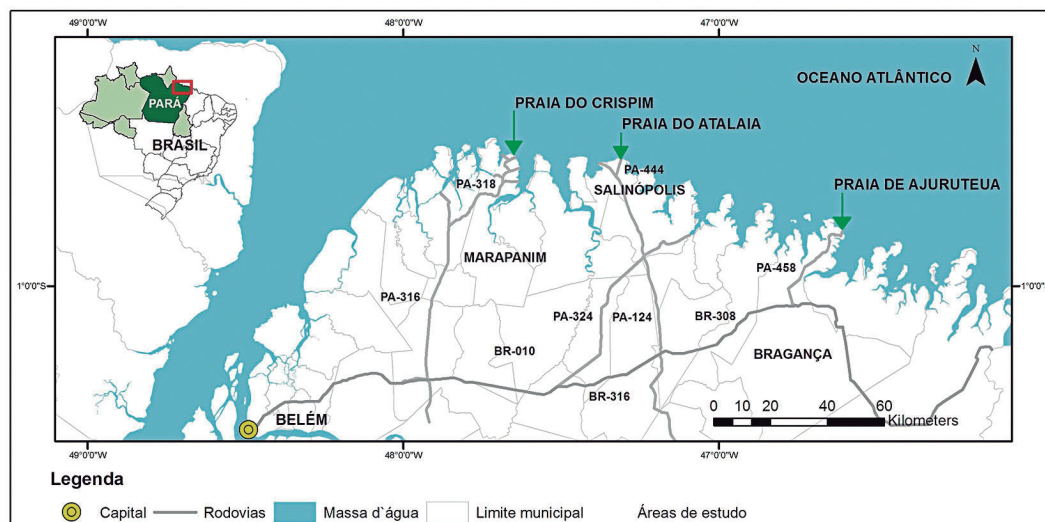 49°0'0"W
48°0'0"W
47°0'0"W
N
OCEANO ATLÂNTICO
PARÁ
BRASIL
PRAIA DO CRISPIM
PRAIA DO ATALAIA
PRAIA DE AJURUTEUA
PA-318
PA-444
SALINÓPOLIS
MARAPANIM
PA-458
1°0'0"S
1°0'0"S
PA-316
PA-324
PA-124
BR-308
BR-010
BRAGANÇA
BR-316
BELÉM
0 10 20 40 60
Kilometers
49°0'0"W
48°0'0"W
47°0'0"W
Legenda
Capital
Rodovias
Massa d`água
Limite municipal
Áreas de estudo